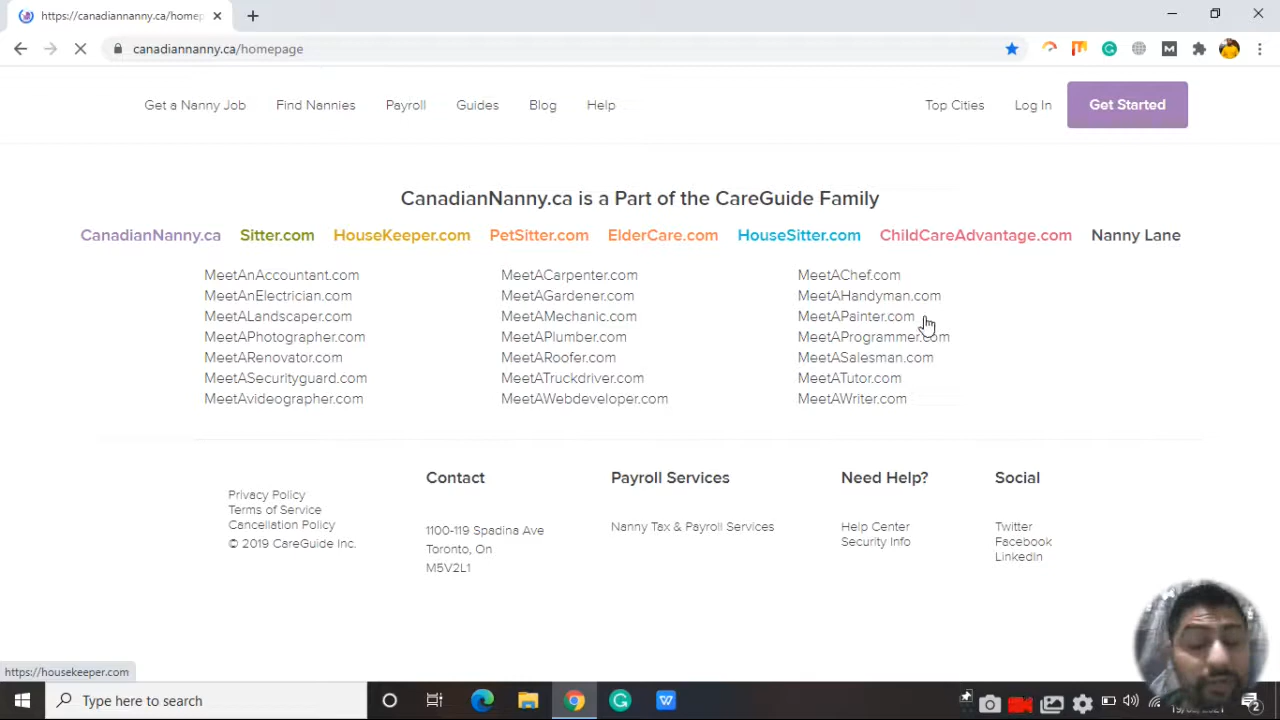 https://canadiannanny.ca/homep
canadiannanny.ca/homepage
Get a Nanny Job Find Nannies Payroll Guides Blog Help Top Cities Log In Get Started
CanadianNanny.ca is a Part of the CareGuide Family
CanadianNanny.ca Sitter.com HouseKeeper.com PetSitter.com ElderCare.com HouseSitter.com ChildCareAdvantage.com Nanny Lane
MeetAnAccountant.com MeetACarpenter.com MeetAChef.com
MeetAnElectrician.com MeetAGardener.com MeetAHandyman.com
MeetALandscaper.com MeetAMechanic.com MeetAPainter.com
MeetAPhotographer.com MeetAPlumber.com MeetAProgrammer.com
MeetARenovator.com MeetARoofer.com MeetASalesman.com
MeetASecurityguard.com MeetATruckdriver.com MeetATutor.com
MeetAvideographer.com MeetAWebdeveloper.com MeetAWriter.com
Privacy Policy
Terms of Service
Cancellation Policy
© 2019 CareGuide Inc.
Contact
1100-119 Spadina Ave
Toronto, On
M5V2L1
Payroll Services
Nanny Tax & Payroll Services
Need Help?
Help Center
Security Info
Social
Twitter
Facebook
LinkedIn
https://housekeeper.com
Type here to search